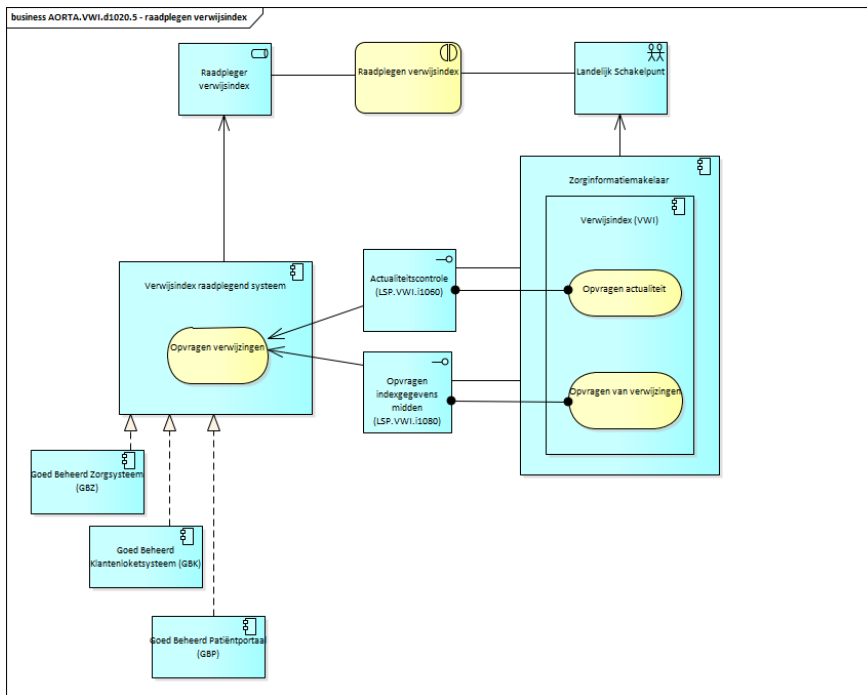 business AORTA.VWI.d1020.5 - raadplegen verwijsindex
Raadpleger
verwijsindex
Raadplegen verwijsindex
Landelijk Schakelpunt
Zorginformatiemakelaar
Verwijsindex (VWI)
Verwijsindex raadplegend systeem
Actualiteitscontrole
(LSP.VWI.i1060)
Opvragen actualiteit
Opvragen verwijzingen
Opvragen
indexgegevens
midden
(LSP.VWI.i1080)
Opvragen van verwijzingen
Goed Beheerd Zorgsysteem
(GBZ)
Goed Beheerd
Klantenloketsysteem (GBK)
Goed Beheerd Patiëntportaal
(GBP)